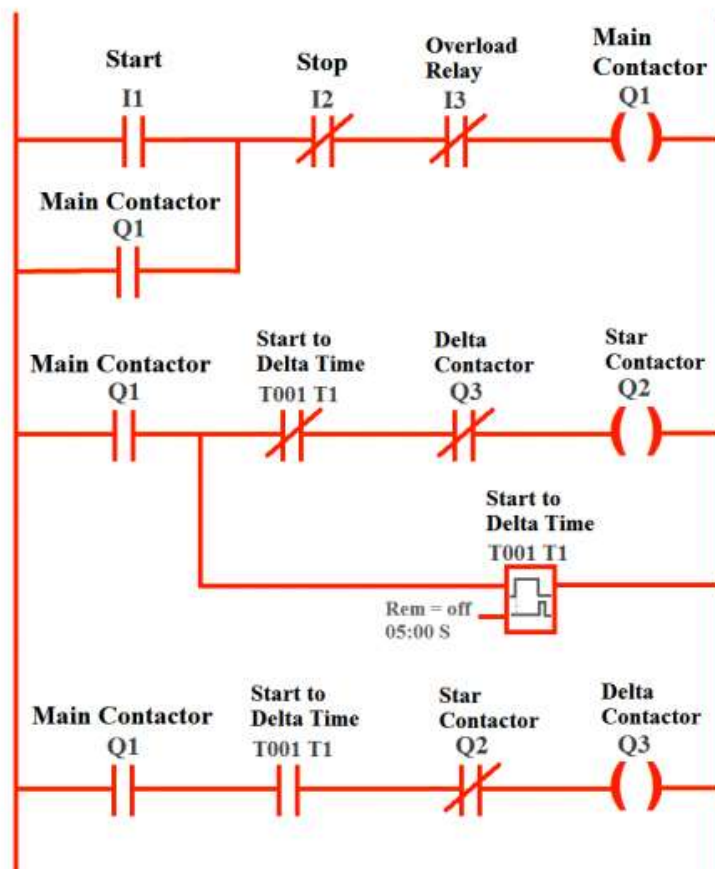 Start
I1
Stop
I2
Overload
Relay
I3
Main
Contactor
Q1
Main Contactor
Q1
Main Contactor
Q1
Start to
Delta Time
T001 T1
Delta
Contactor
Q3
Star
Contactor
Q2
Start to
Delta Time
T001 T1
Rem = off
05:00 S
Main Contactor
Q1
Start to
Delta Time
T001 T1
Star
Contactor
Q2
Delta
Contactor
Q3